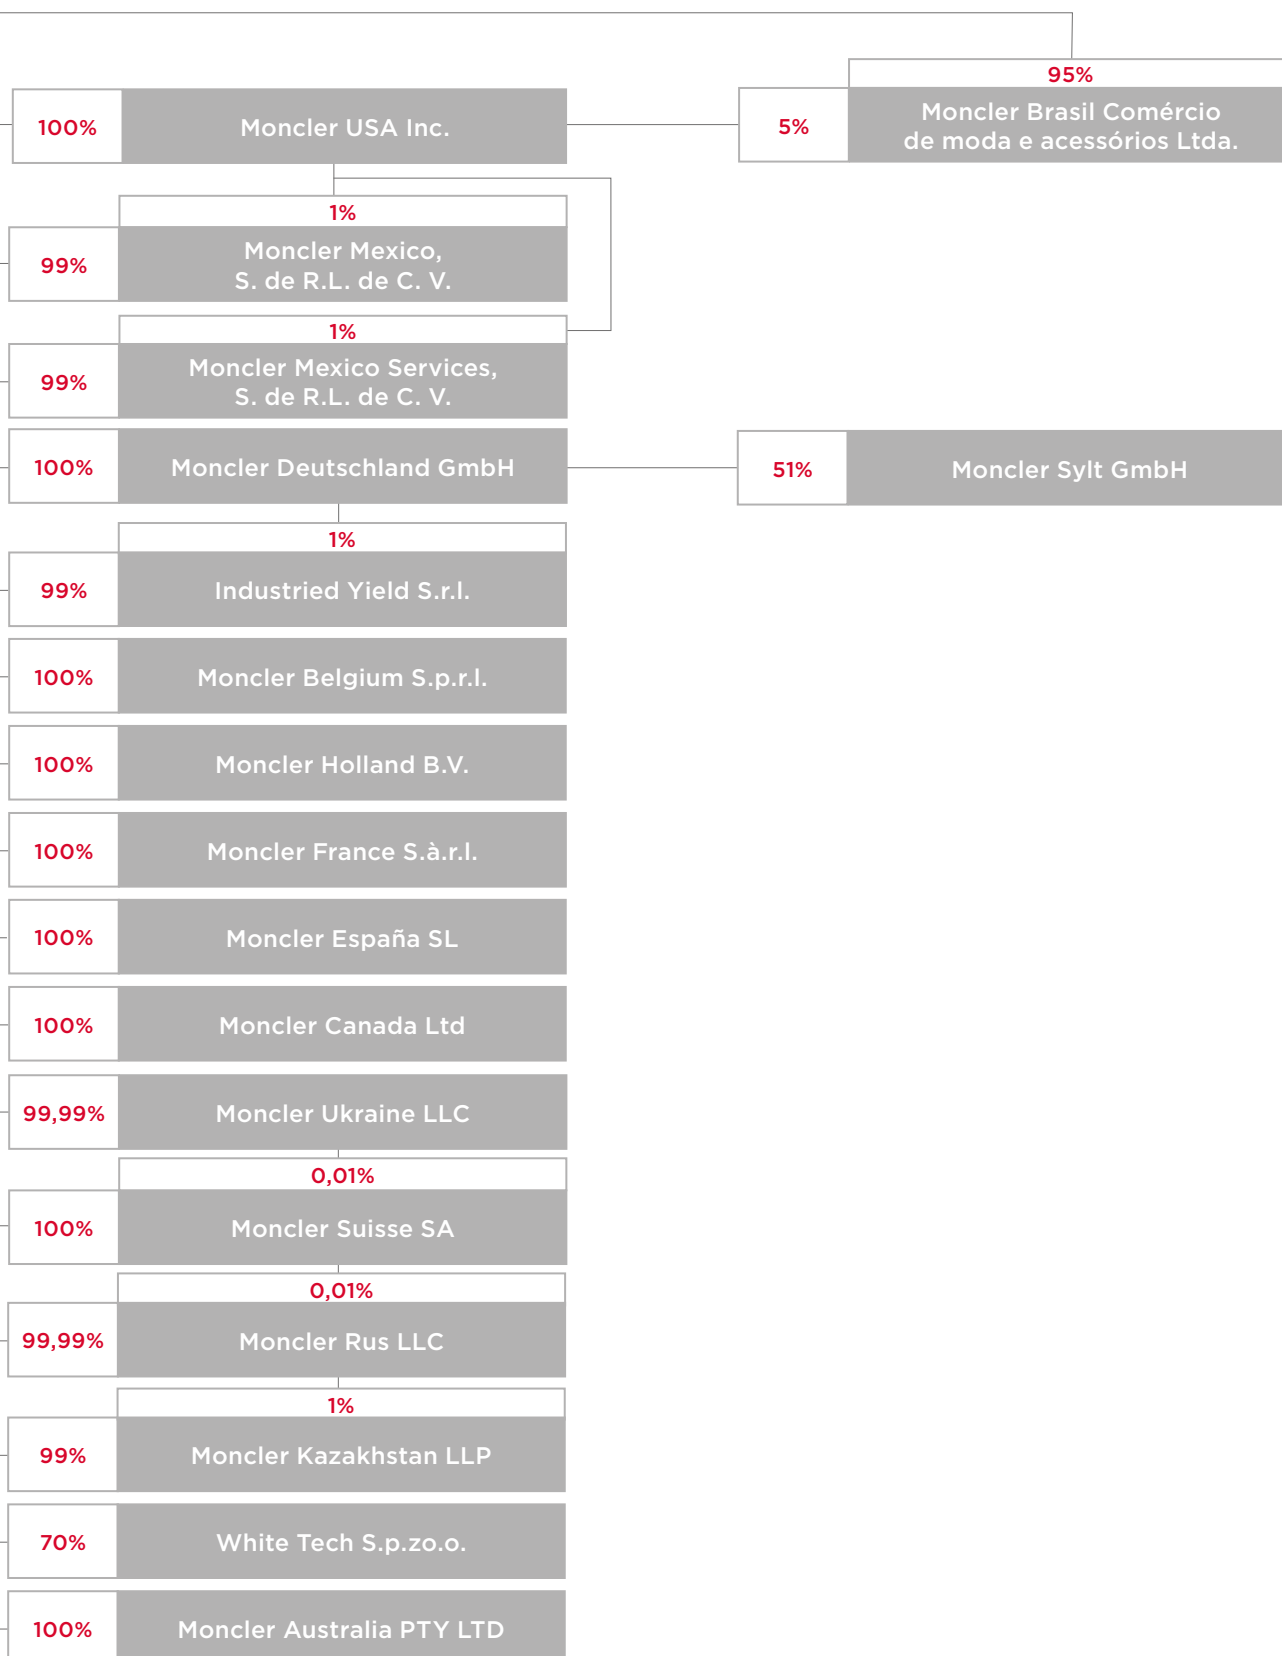 95%
100%
Moncler USA Inc.
5%
Moncler Brasil Comércio
de moda e acessórios Ltda.
1%
99%
Moncler Mexico,
S. de R.L. de C. V.
1%
99%
Moncler Mexico Services,
S. de R.L. de C. V.
100%
Moncler Deutschland GmbH
51%
Moncler Sylt GmbH
1%
99%
Industried Yield S.r.l.
100%
Moncler Belgium S.p.r.l.
100%
Moncler Holland B.V.
100%
Moncler France S.à.r.l.
100%
Moncler España SL
100%
Moncler Canada Ltd
99,99%
Moncler Ukraine LLC
0,01%
100%
Moncler Suisse SA
0,01%
99,99%
Moncler Rus LLC
1%
99%
Moncler Kazakhstan LLP
70%
White Tech S.p.zo.o.
100%
Moncler Australia PTY LTD